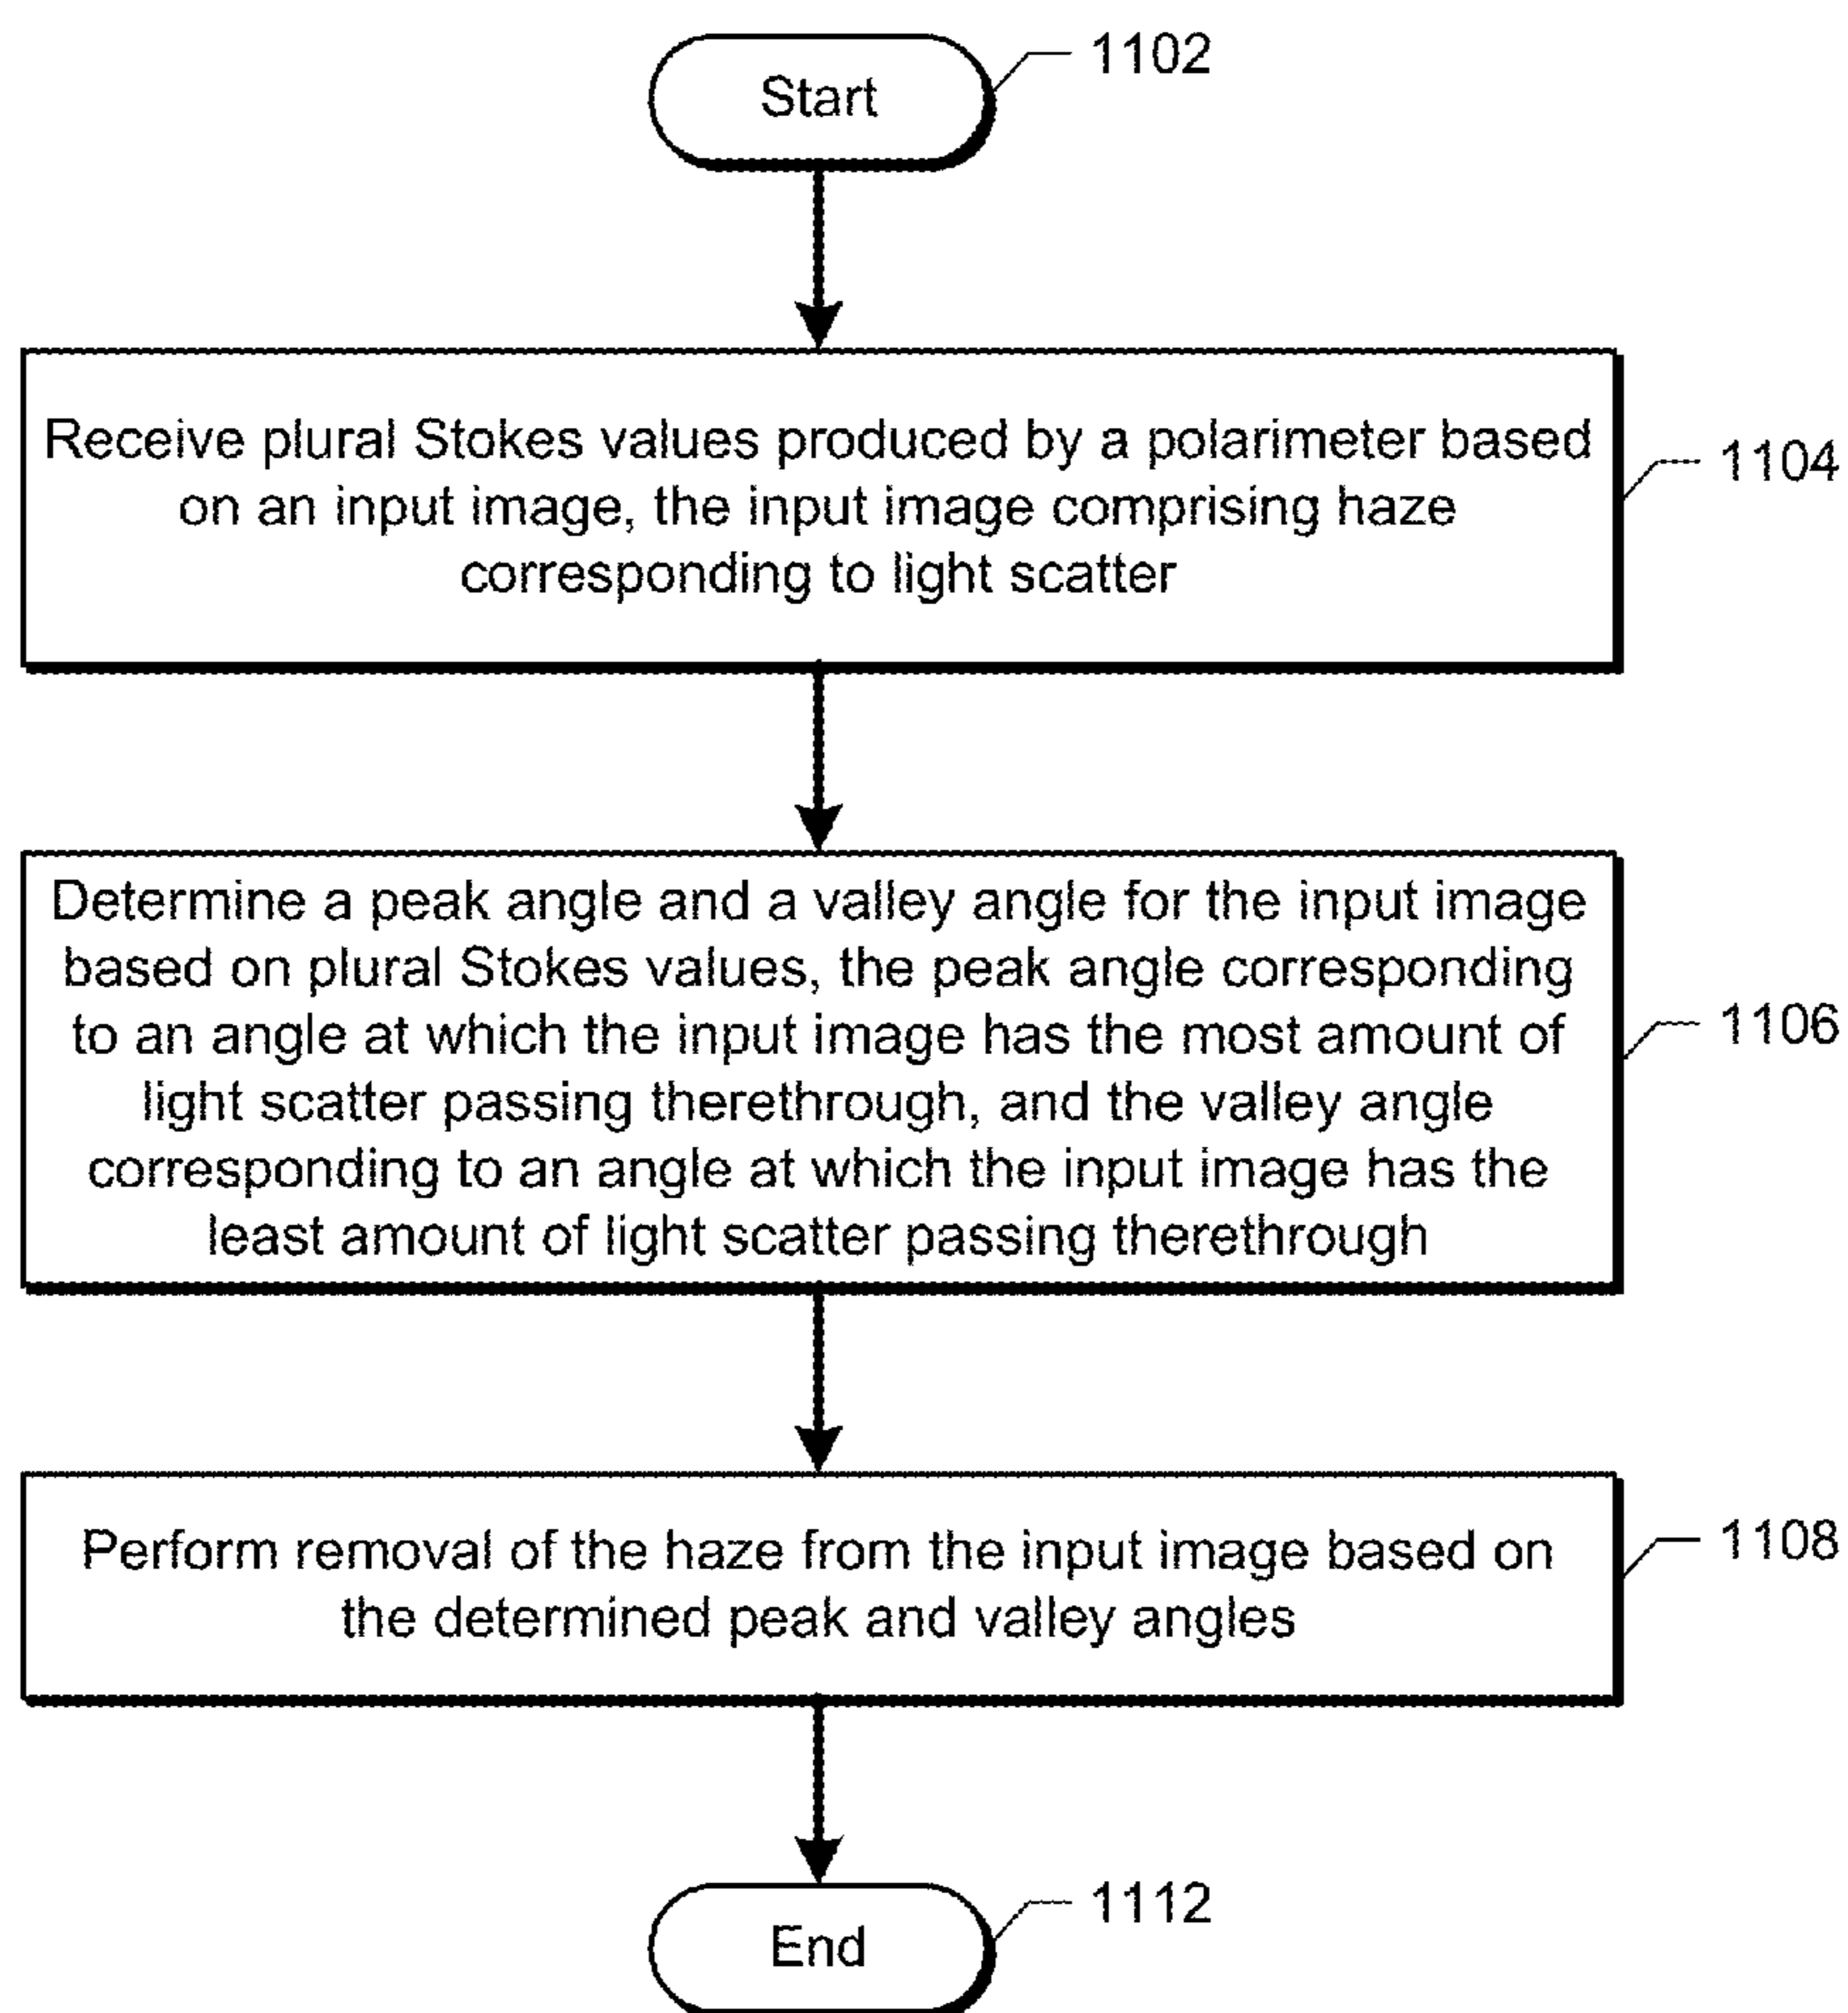 Start
1102
Receive plural Stokes values produced by a polarimeter based
on an input image, the input image comprising haze
corresponding to light scatter
1104
Determine a peak angle and a valley angle for the input image
based on plural Stokes values, the peak angle corresponding
to an angle at which the input image has the most amount of
light scatter passing therethrough, and the valley angle
corresponding to an angle at which the input image has the
least amount of light scatter passing therethrough
1106
Perform removal of the haze from the input image based on
the determined peak and valley angles
1108
End
1112